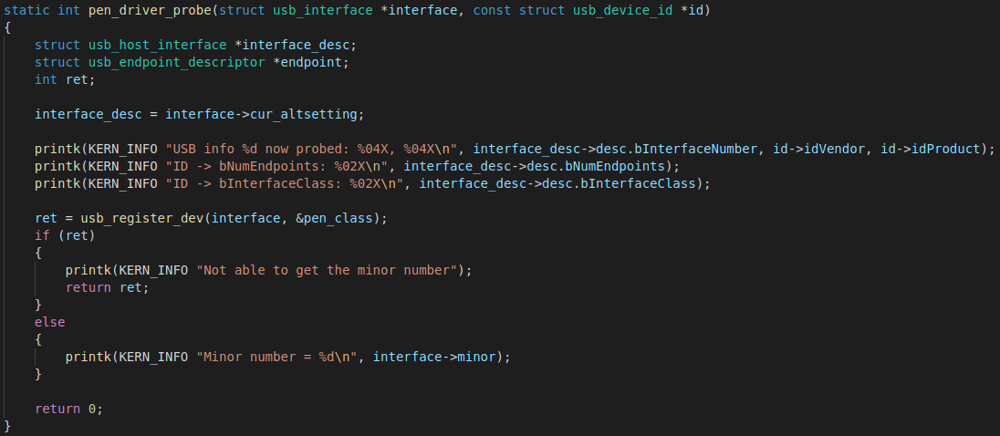 static int pen_driver_probe(struct usb_interface *interface, const struct usb_device_id *id)
{
    struct usb_host_interface *interface_desc;
    struct usb_endpoint_descriptor *endpoint;
    int ret;

    interface_desc = interface->cur_altsetting;

    printk(KERN_INFO "USB info %d now probed: %04X, %04X\n", interface_desc->desc.bInterfaceNumber, id->idVendor, id->idProduct);
    printk(KERN_INFO "ID -> bNumEndpoints: %02X\n", interface_desc->desc.bNumEndpoints);
    printk(KERN_INFO "ID -> bInterfaceClass: %02X\n", interface_desc->desc.bInterfaceClass);

    ret = usb_register_dev(interface, &pen_class);
    if (ret)
    {
        printk(KERN_INFO "Not able to get the minor number");
        return ret;
    }
    else
    {
        printk(KERN_INFO "Minor number = %d\n", interface->minor);
    }

    return 0;
}